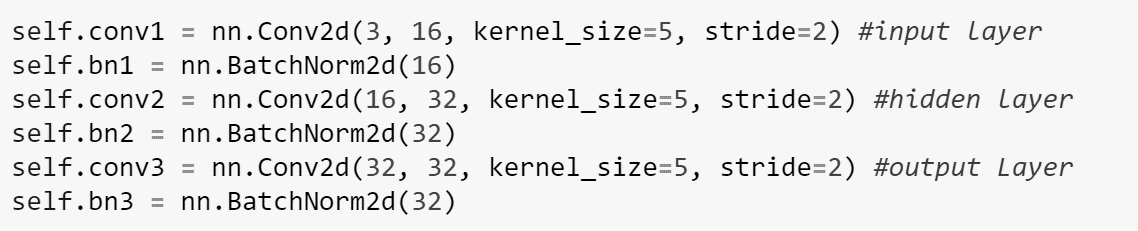 self.conv1 = nn.Conv2d(3, 16, kernel_size=5, stride=2) #input layer
self.bn1 = nn.BatchNorm2d(16)
self.conv2 = nn.Conv2d(16, 32, kernel_size=5, stride=2) #hidden layer
self.bn2 = nn.BatchNorm2d(32)
self.conv3 = nn.Conv2d(32, 32, kernel_size=5, stride=2) #output Layer
self.bn3 = nn.BatchNorm2d(32)